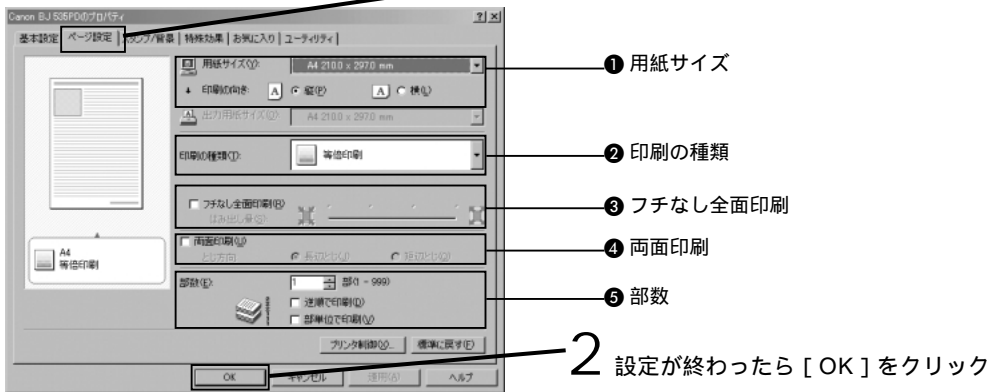 Canon BJ 535PDのプロパティ
基本設定 ページ設定 スタンプ/背景 特殊効果 お気に入り ユーティリティ
用紙サイズ(Y): A4 210.0 x 297.0 mm
印刷の向き: A 縦(P) A 横(L)
出力用紙サイズ(Q) A4 210.0 x 297.0 mm
印刷の種類(T): 等倍印刷
フチなし全面印刷(R)
はみ出し量(S)
両面印刷(U)
とじ方向 長辺とじ(J) 短辺とじ(G)
A4
等倍印刷
部数(E): 1 部(1 - 999)
逆順で印刷(D)
部単位で印刷(V)
プリンタ制御(X)... 標準に戻す(F)
OK キャンセル 適用(A) ヘルプ
❶ 用紙サイズ
❷ 印刷の種類
❸ フチなし全面印刷
❹ 両面印刷
❺ 部数
2 設定が終わったら [ OK ] をクリック